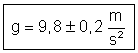 g = 9,8 ± 0,2 m/s²